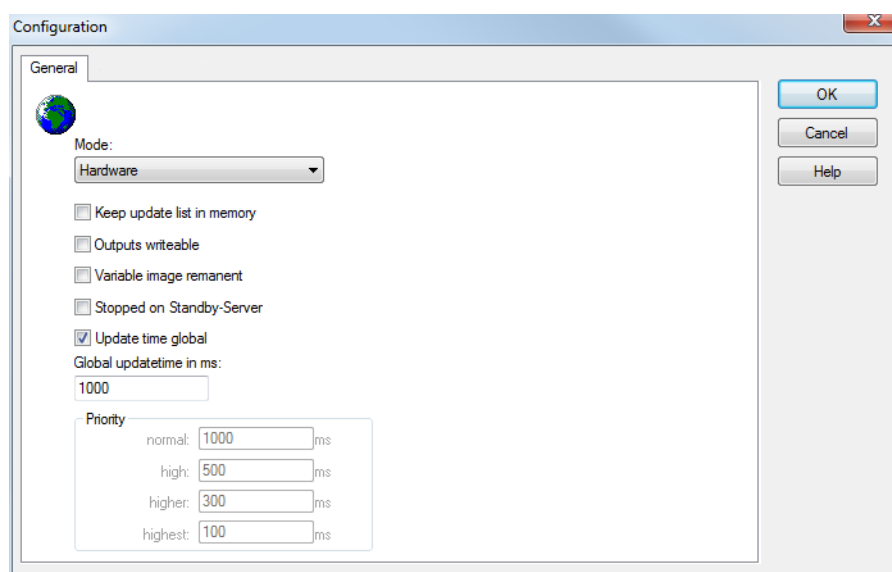 Configuration
General
OK
Cancel
Help
Mode:
Hardware
Keep update list in memory
Outputs writeable
Variable image remanent
Stopped on Standby-Server
Update time global
Global updatetime in ms:
1000
Priority
normal: 1000 ms
high: 500 ms
higher: 300 ms
highest: 100 ms